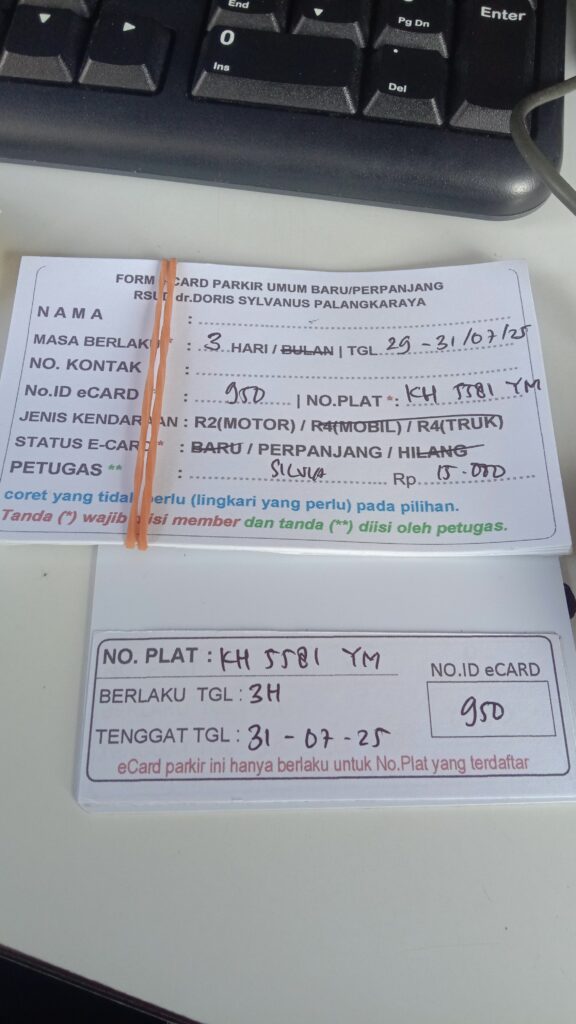 End
Pg Dn
Enter
0
Ins
.
Del
FORM eCARD PARKIR UMUM BARU/PERPANJANG
RSUD dr.DORIS SYLVANUS PALANGKARAYA
NAMA :
MASA BERLAKU * : 3 HARI / BULAN | TGL 29 - 31/07/25
NO. KONTAK :
No.ID eCARD : 950 | NO.PLAT *: KH 5581 YM
JENIS KENDARAAN : R2(MOTOR) / R4(MOBIL) / R4(TRUK)
STATUS E-CARD * : BARU / PERPANJANG / HILANG
PETUGAS ** : SILVIA Rp. 15.000
coret yang tidak perlu (lingkari yang perlu) pada pilihan.
Tanda (*) wajib diisi member dan tanda (**) diisi oleh petugas.
NO. PLAT : KH 5581 YM
NO.ID eCARD
BERLAKU TGL : 3H
950
TENGGAT TGL : 31 - 07 - 25
eCard parkir ini hanya berlaku untuk No.Plat yang terdaftar